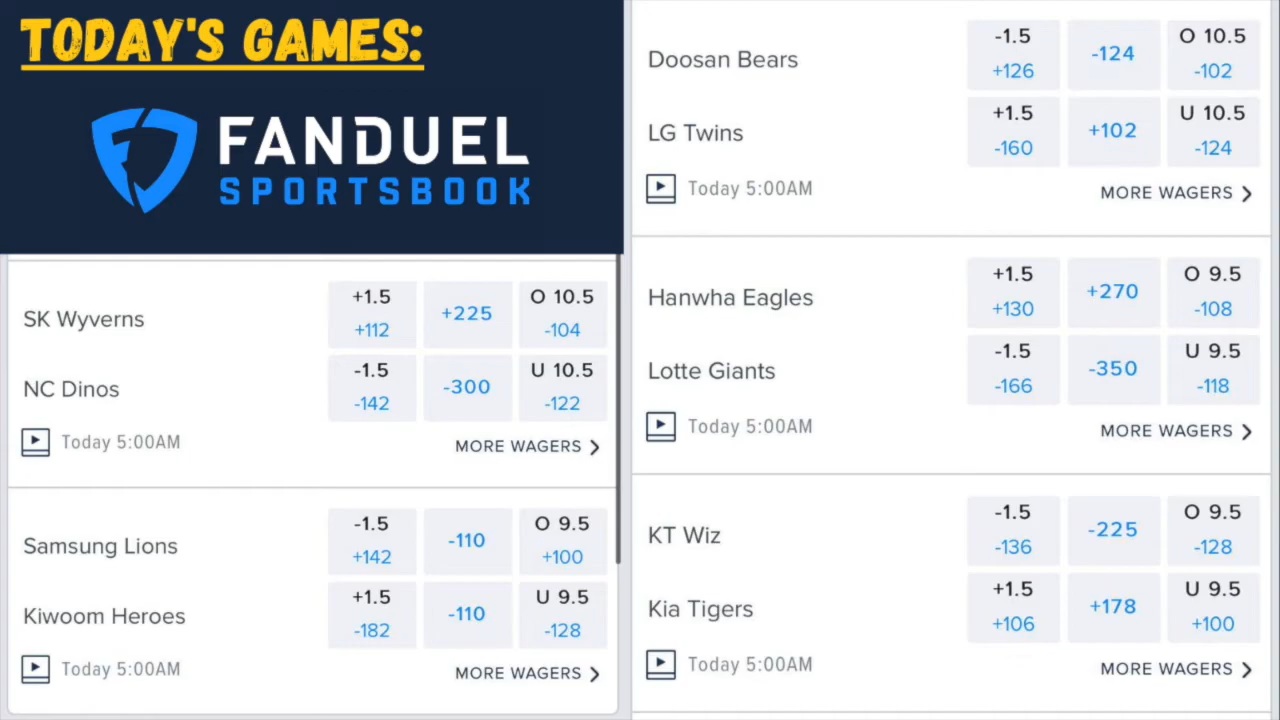 TODAY'S GAMES:
FANDUEL
SPORTSBOOK
SK Wyverns +1.5 +112 +225 O 10.5 -104
NC Dinos -1.5 -142 -300 U 10.5 -122
Today 5:00AM MORE WAGERS
Samsung Lions -1.5 +142 -110 O 9.5 +100
Kiwoom Heroes +1.5 -182 -110 U 9.5 -128
Today 5:00AM MORE WAGERS
Doosan Bears -1.5 +126 -124 O 10.5 -102
LG Twins +1.5 -160 +102 U 10.5 -124
Today 5:00AM MORE WAGERS
Hanwha Eagles +1.5 +130 +270 O 9.5 -108
Lotte Giants -1.5 -166 -350 U 9.5 -118
Today 5:00AM MORE WAGERS
KT Wiz -1.5 -136 -225 O 9.5 -128
Kia Tigers +1.5 +106 +178 U 9.5 +100
Today 5:00AM MORE WAGERS